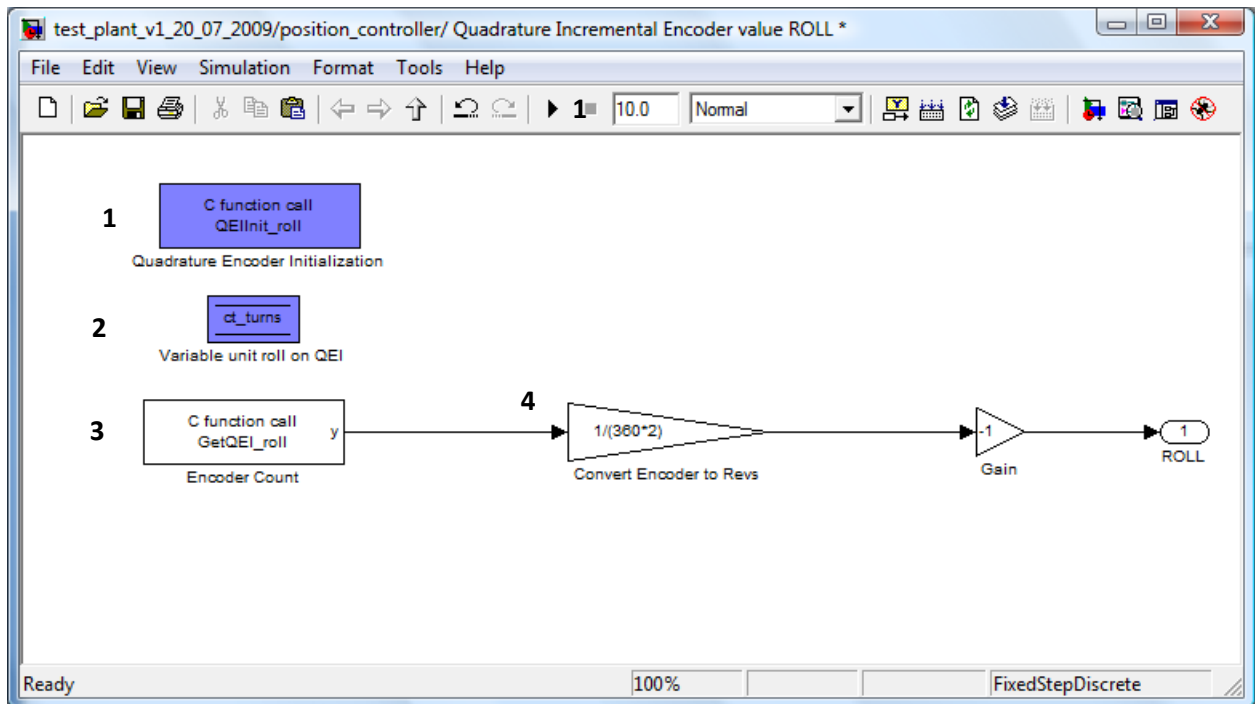 test_plant_v1_20_07_2009/position_controller/ Quadrature Incremental Encoder value ROLL *
File Edit View Simulation Format Tools Help
1 10.0 Normal
1
C function call
QEIInit_roll
Quadrature Encoder Initialization
2
ct_turns
Variable unit roll on QEI
3
C function call
GetQEI_roll
y
Encoder Count
4
1/(360*2)
Convert Encoder to Revs
-1
Gain
1
ROLL
Ready 100% FixedStepDiscrete